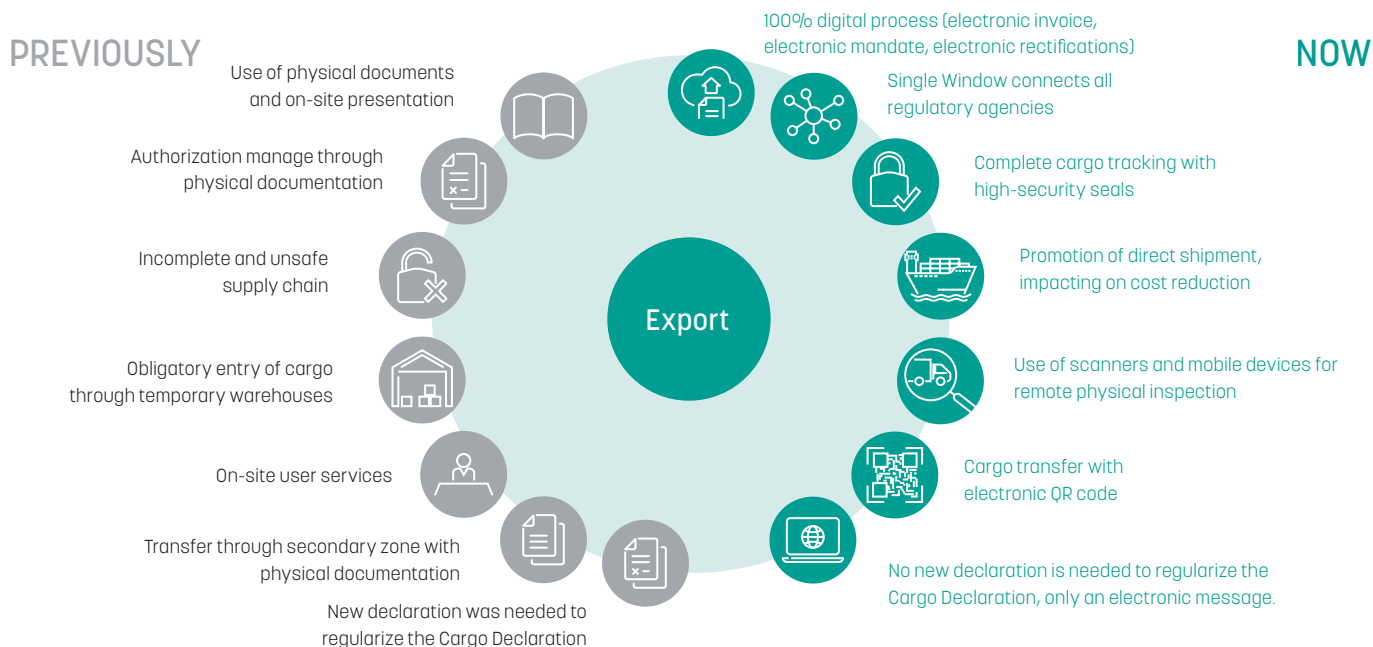 PREVIOUSLY
Use of physical documents
and on-site presentation
Authorization manage through
physical documentation
Incomplete and unsafe
supply chain
Obligatory entry of cargo
through temporary warehouses
On-site user services
Transfer through secondary zone with
physical documentation
New declaration was needed to
regularize the Cargo Declaration
Export
NOW
100% digital process (electronic invoice,
electronic mandate, electronic rectifications)
Single Window connects all
regulatory agencies
Complete cargo tracking with
high-security seals
Promotion of direct shipment,
impacting on cost reduction
Use of scanners and mobile devices for
remote physical inspection
Cargo transfer with
electronic QR code
No new declaration is needed to regularize the
Cargo Declaration, only an electronic message.